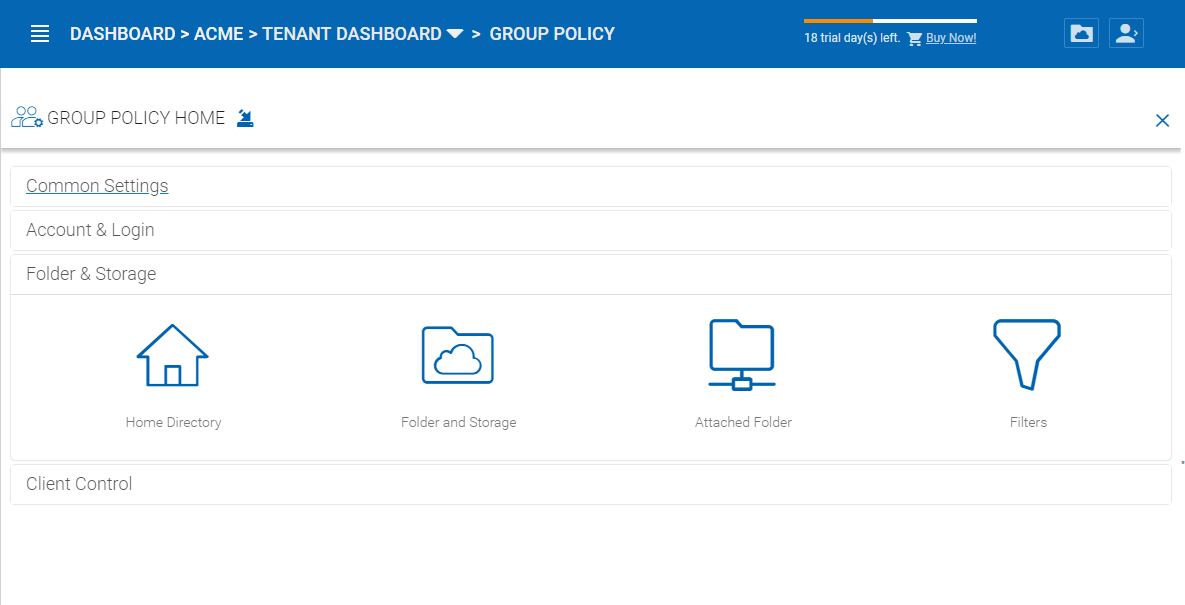 DASHBOARD > ACME > TENANT DASHBOARD > GROUP POLICY
18 trial day(s) left. Buy Now!
GROUP POLICY HOME
Common Settings
Account & Login
Folder & Storage
Home Directory Folder and Storage Attached Folder Filters
Client Control